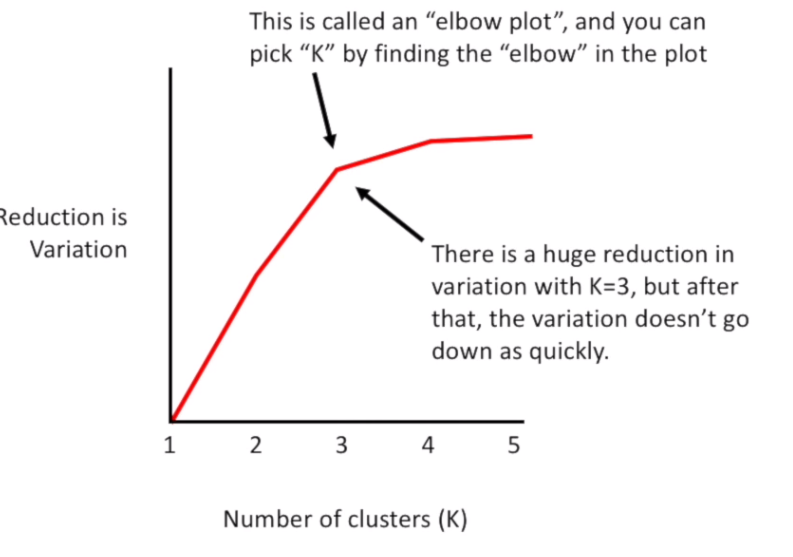 This is called an “elbow plot”, and you can
pick “K” by finding the “elbow” in the plot
Reduction is
Variation
There is a huge reduction in
variation with K=3, but after
that, the variation doesn’t go
down as quickly.
1 2 3 4 5
Number of clusters (K)